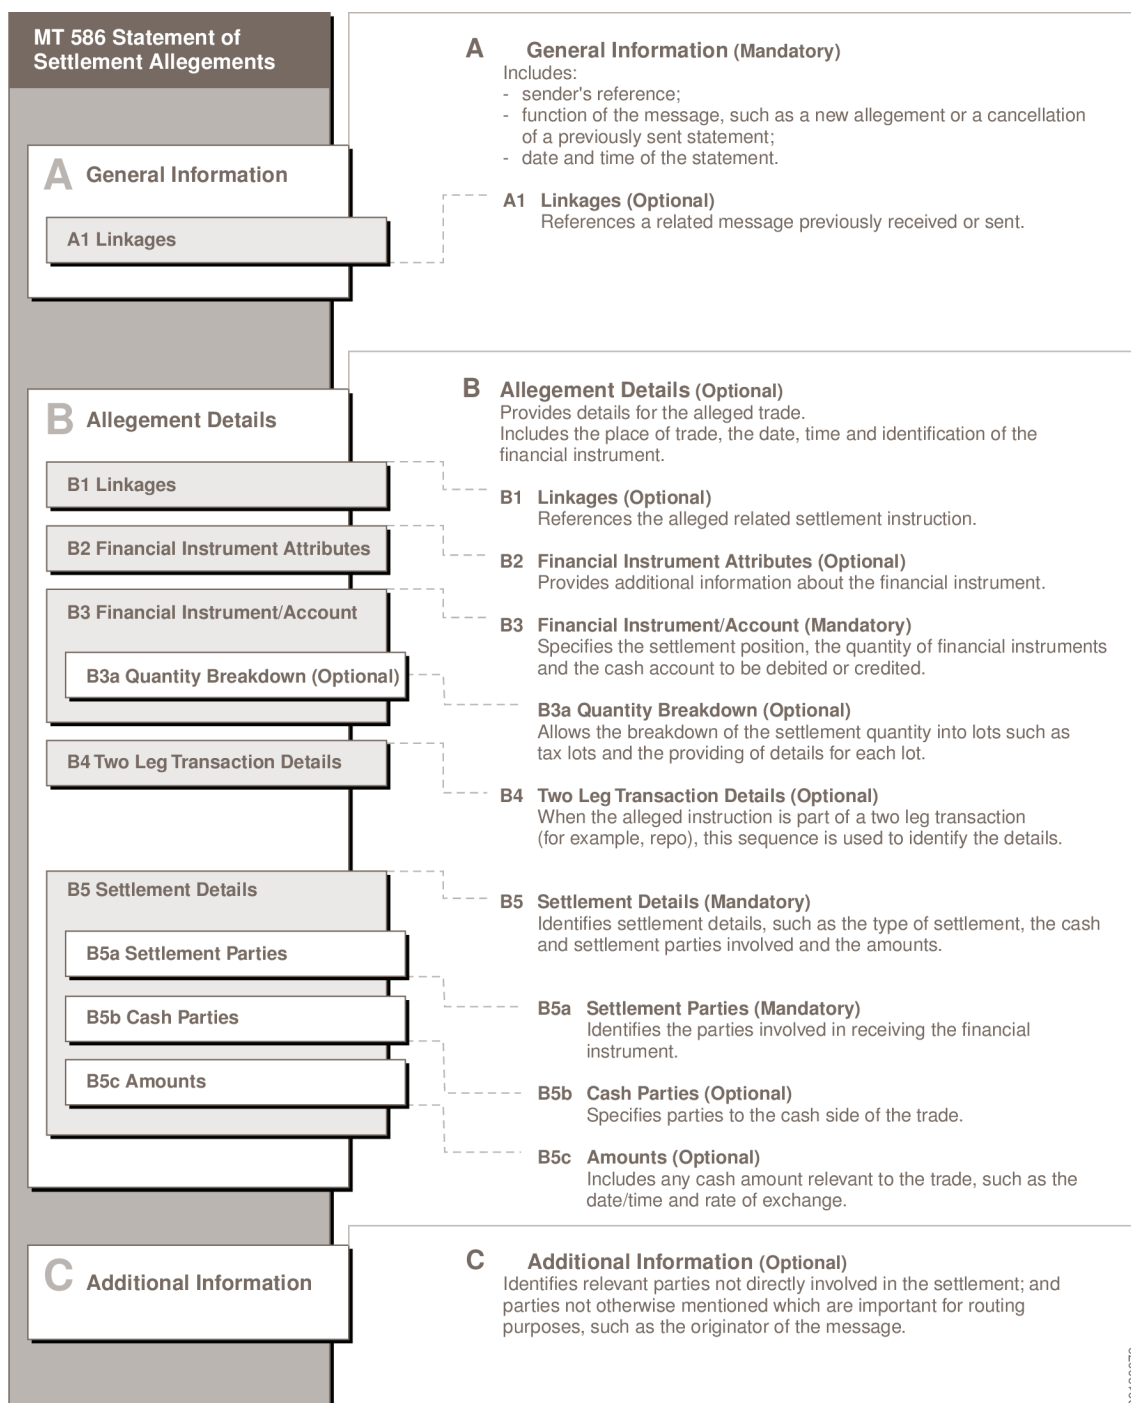 MT 586 Statement of
Settlement Allegements
A General Information
A1 Linkages
B Allegement Details
B1 Linkages
B2 Financial Instrument Attributes
B3 Financial Instrument/Account
B3a Quantity Breakdown (Optional)
B4 Two Leg Transaction Details
B5 Settlement Details
B5a Settlement Parties
B5b Cash Parties
B5c Amounts
C Additional Information
A General Information (Mandatory)
Includes:
- sender's reference;
- function of the message, such as a new allegement or a cancellation
of a previously sent statement;
- date and time of the statement.
A1 Linkages (Optional)
References a related message previously received or sent.
B Allegement Details (Optional)
Provides details for the alleged trade.
Includes the place of trade, the date, time and identification of the
financial instrument.
B1 Linkages (Optional)
References the alleged related settlement instruction.
B2 Financial Instrument Attributes (Optional)
Provides additional information about the financial instrument.
B3 Financial Instrument/Account (Mandatory)
Specifies the settlement position, the quantity of financial instruments
and the cash account to be debited or credited.
B3a Quantity Breakdown (Optional)
Allows the breakdown of the settlement quantity into lots such as
tax lots and the providing of details for each lot.
B4 Two Leg Transaction Details (Optional)
When the alleged instruction is part of a two leg transaction
(for example, repo), this sequence is used to identify the details.
B5 Settlement Details (Mandatory)
Identifies settlement details, such as the type of settlement, the cash
and settlement parties involved and the amounts.
B5a Settlement Parties (Mandatory)
Identifies the parties involved in receiving the financial
instrument.
B5b Cash Parties (Optional)
Specifies parties to the cash side of the trade.
B5c Amounts (Optional)
Includes any cash amount relevant to the trade, such as the
date/time and rate of exchange.
C Additional Information (Optional)
Identifies relevant parties not directly involved in the settlement; and
parties not otherwise mentioned which are important for routing
purposes, such as the originator of the message.